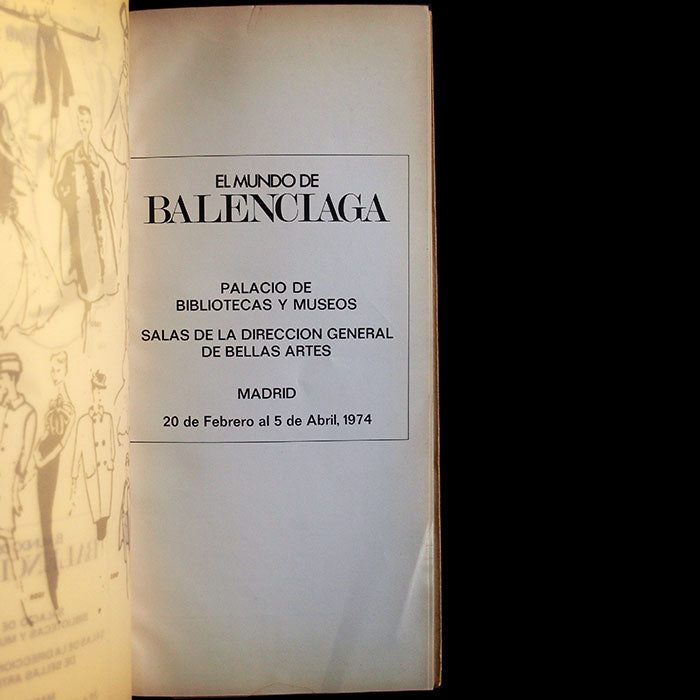 EL MUNDO DE
BALENCIAGA
PALACIO DE
BIBLIOTECAS Y MUSEOS
SALAS DE LA DIRECCION GENERAL
DE BELLAS ARTES
MADRID
20 de Febrero al 5 de Abril, 1974